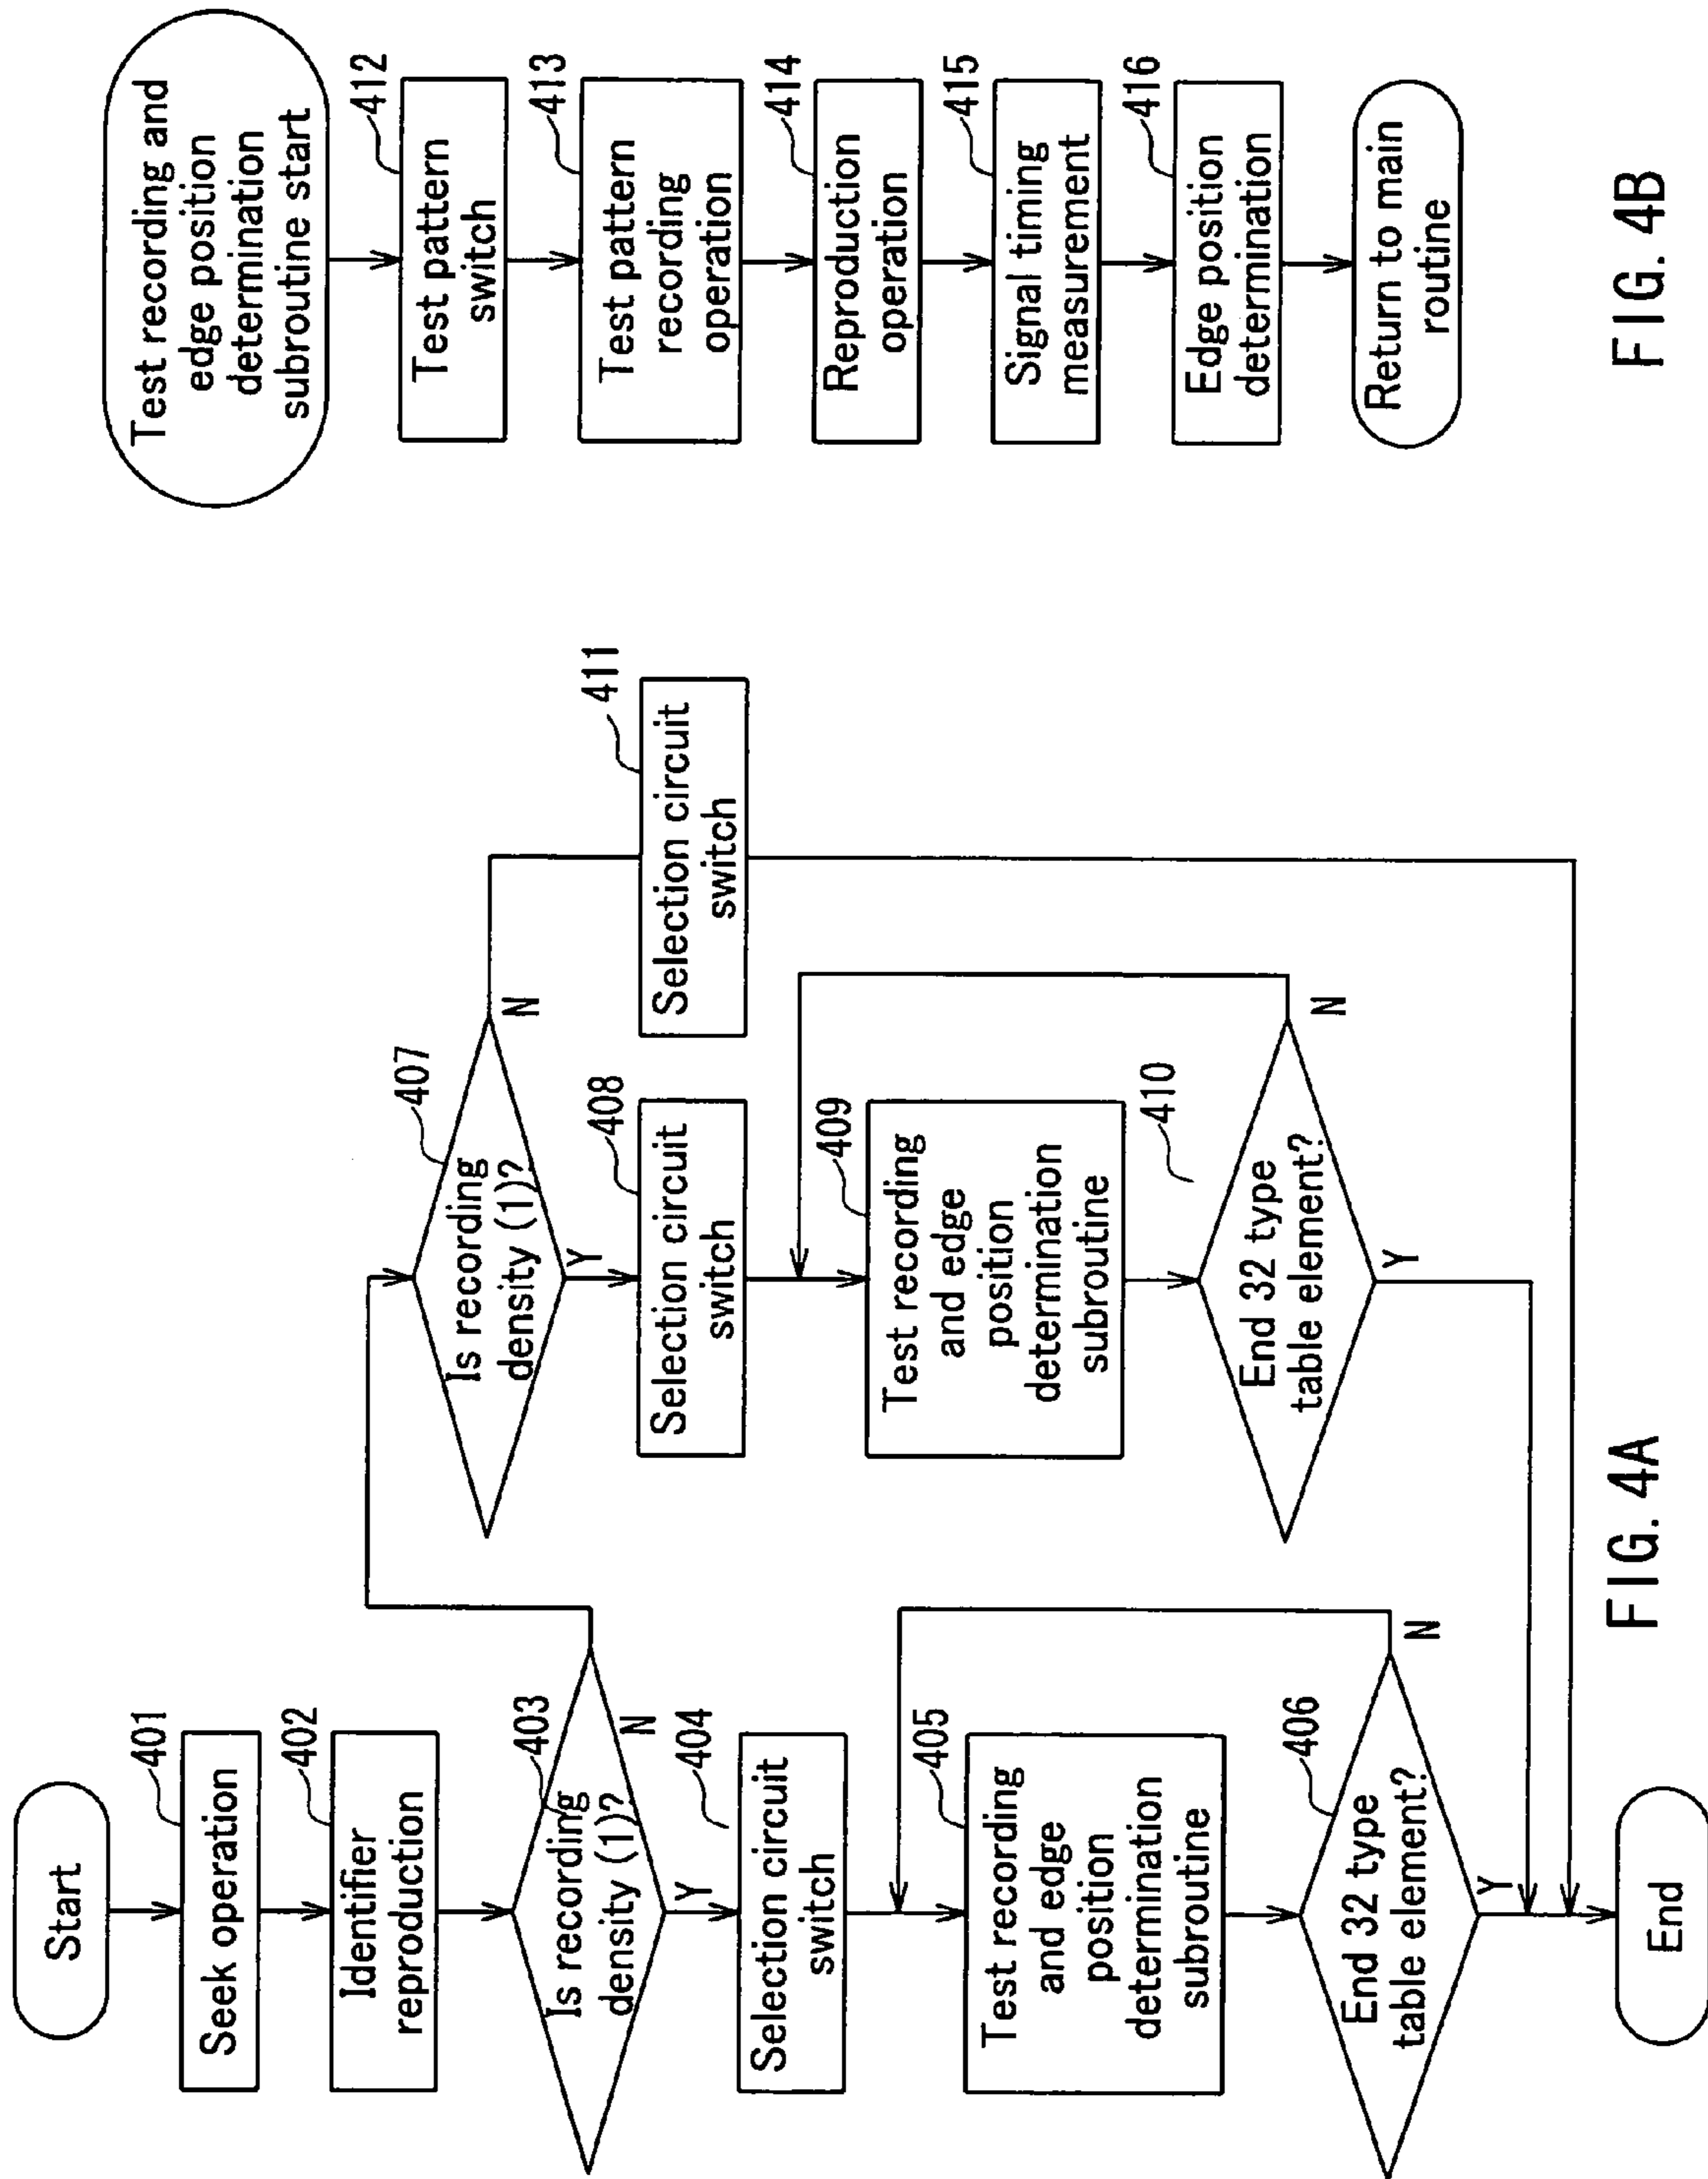 Start
401
Seek operation
402
Identifier
reproduction
403
Is recording
density (1)?
N
Y
404
Selection circuit
switch
405
Test recording
and edge
position
determination
subroutine
406
End 32 type
table element?
N
Y
End
407
Is recording
density (1)?
N
Y
408
Selection circuit
switch
409
Test recording
and edge
position
determination
subroutine
410
End 32 type
table element?
N
Y
411
Selection circuit
switch
FIG. 4A
Test recording and
edge position
determination
subroutine start
412
Test pattern
switch
413
Test pattern
recording
operation
414
Reproduction
operation
415
Signal timing
measurement
416
Edge position
determination
Return to main
routine
FIG. 4B